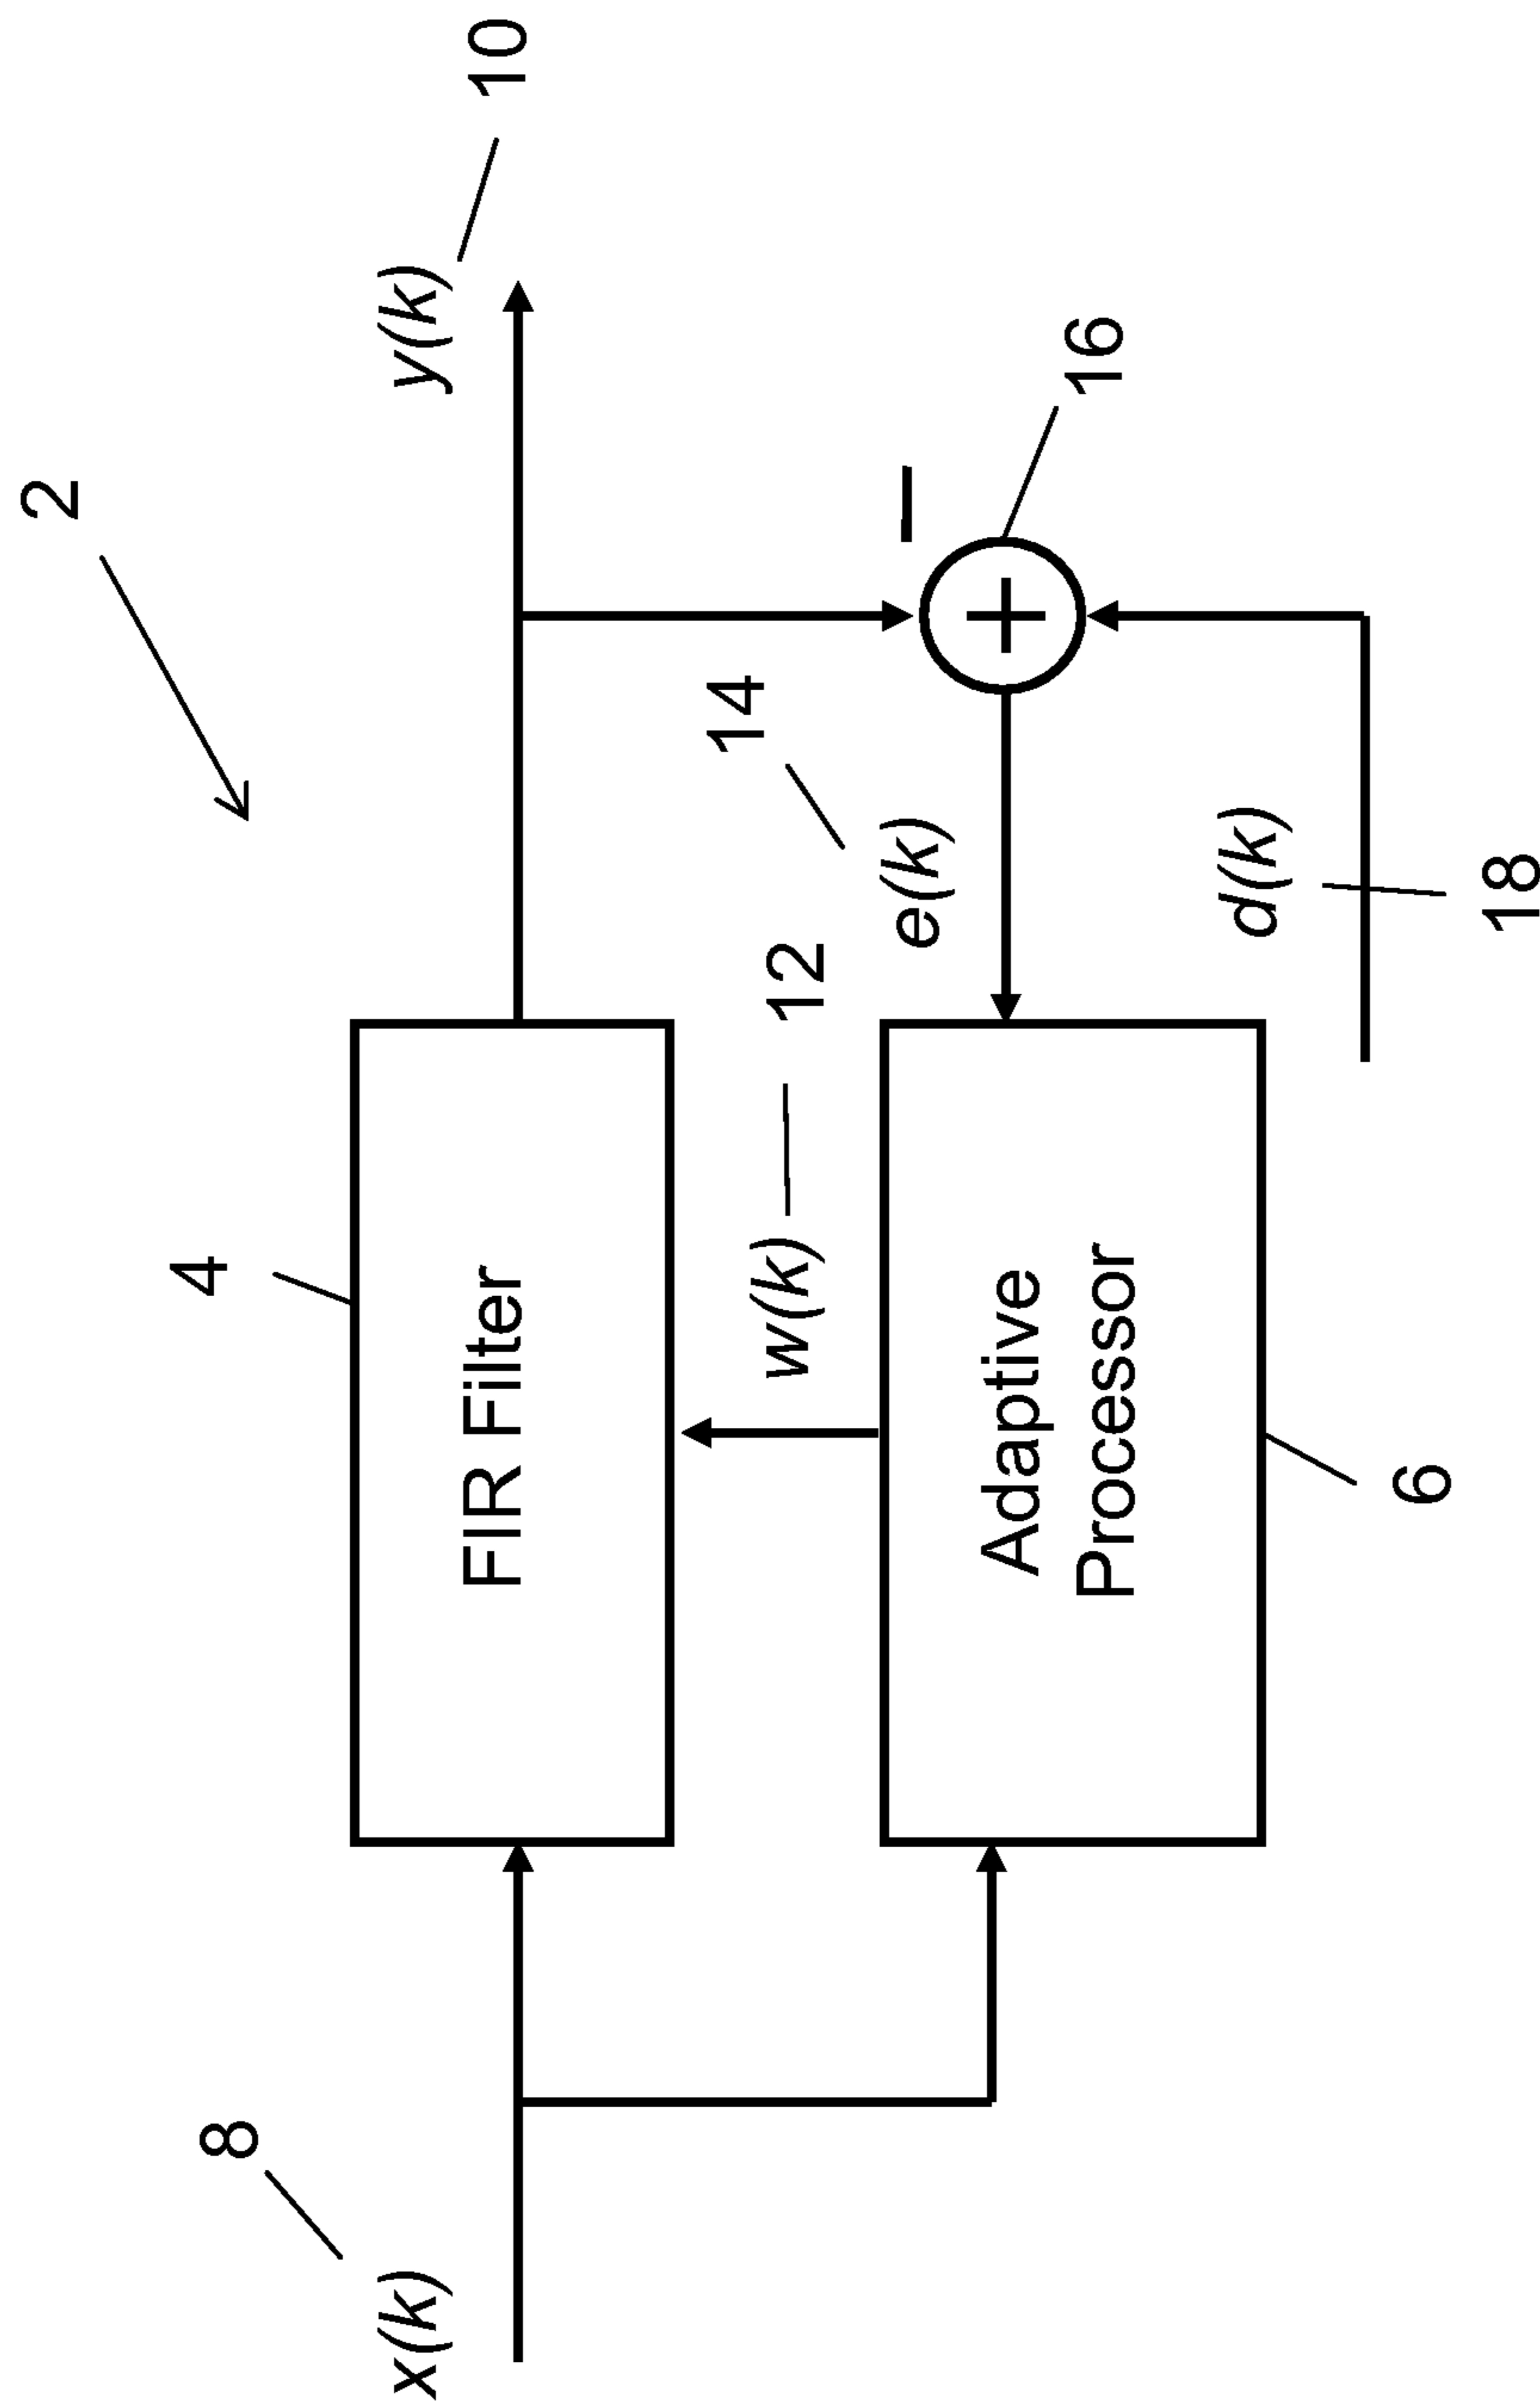 2
y(k)
10
4
8
x(k)
FIR Filter
w(k)
12
14
e(k)
16
+
–
Adaptive
Processor
d(k)
6
18